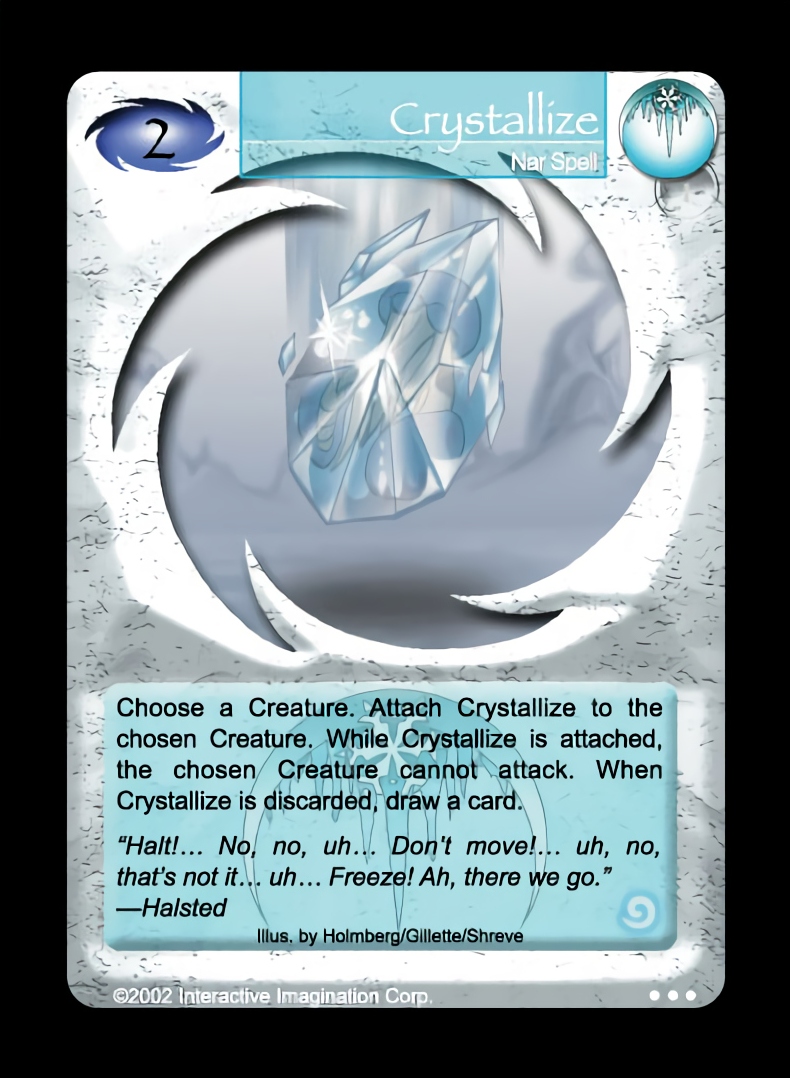 2
Crystallize
Nar Spell
Choose a Creature. Attach Crystallize to the
chosen Creature. While Crystallize is attached,
the chosen Creature cannot attack. When
Crystallize is discarded, draw a card.
“Halt!… No, no, uh… Don’t move!… uh, no,
that’s not it… uh… Freeze! Ah, there we go.”
—Halsted
Illus. by Holmberg/Gillette/Shreve
©2002 Interactive Imagination Corp.